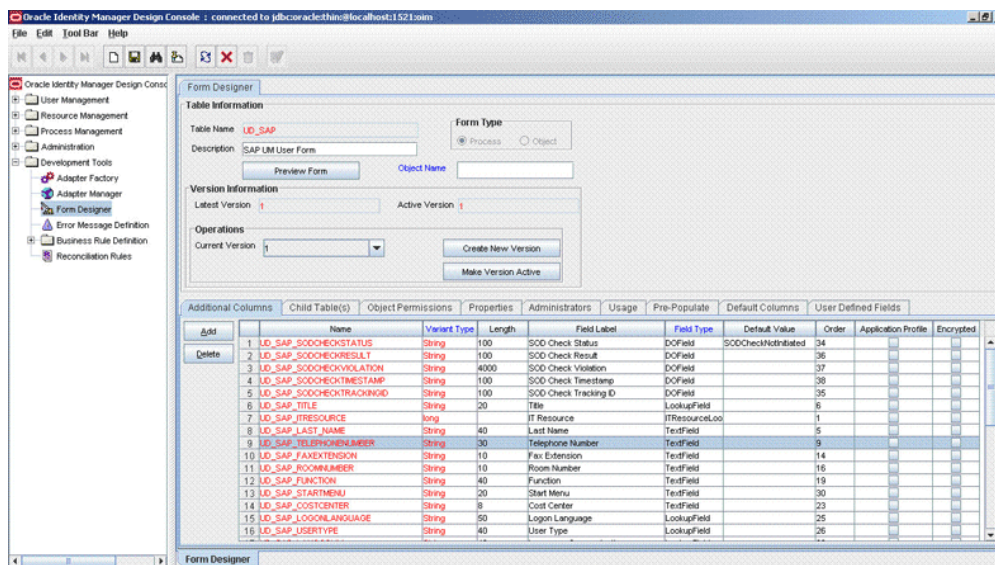 Oracle Identity Manager Design Console : connected to jdbc:oracle:thin:@localhost:1521:oim
File Edit Tool Bar Help
Oracle Identity Manager Design Consc
User Management
Resource Management
Process Management
Administration
Development Tools
Adapter Factory
Adapter Manager
Form Designer
Error Message Definition
Business Rule Definition
Reconciliation Rules
Form Designer
Table Information
Table Name UD_SAP
Form Type
Process Object
Description SAP UM User Form
Preview Form
Object Name
Version Information
Latest Version 1 Active Version 1
Operations
Current Version 1
Create New Version
Make Version Active
Additional Columns Child Table(s) Object Permissions Properties Administrators Usage Pre-Populate Default Columns User Defined Fields
Add
Delete
Name Variant Type Length Field Label Field Type Default Value Order Application Profile Encrypted
1 UD_SAP_SODCHECKSTATUS String 100 SOD Check Status DOField SODCheckNotInitiated 34
2 UD_SAP_SODCHECKRESULT String 100 SOD Check Result DOField 36
3 UD_SAP_SODCHECKVIOLATION String 4000 SOD Check Violation DOField 37
4 UD_SAP_SODCHECKTIMESTAMP String 100 SOD Check Timestamp DOField 38
5 UD_SAP_SODCHECKTRACKINGID String 100 SOD Check Tracking ID DOField 35
6 UD_SAP_TITLE String 20 Title LookupField 6
7 UD_SAP_ITRESOURCE long IT Resource ITResourceLoo 1
8 UD_SAP_LAST_NAME String 40 Last Name TextField 5
9 UD_SAP_TELEPHONENUMBER String 30 Telephone Number TextField 9
10 UD_SAP_FAXEXTENSION String 10 Fax Extension TextField 14
11 UD_SAP_ROOMNUMBER String 10 Room Number TextField 16
12 UD_SAP_FUNCTION String 40 Function TextField 19
13 UD_SAP_STARTMENU String 20 Start Menu TextField 30
14 UD_SAP_COSTCENTER String 8 Cost Center TextField 23
15 UD_SAP_LOGONLANGUAGE String 50 Logon Language LookupField 25
16 UD_SAP_USERTYPE String 40 User Type LookupField 26
Form Designer